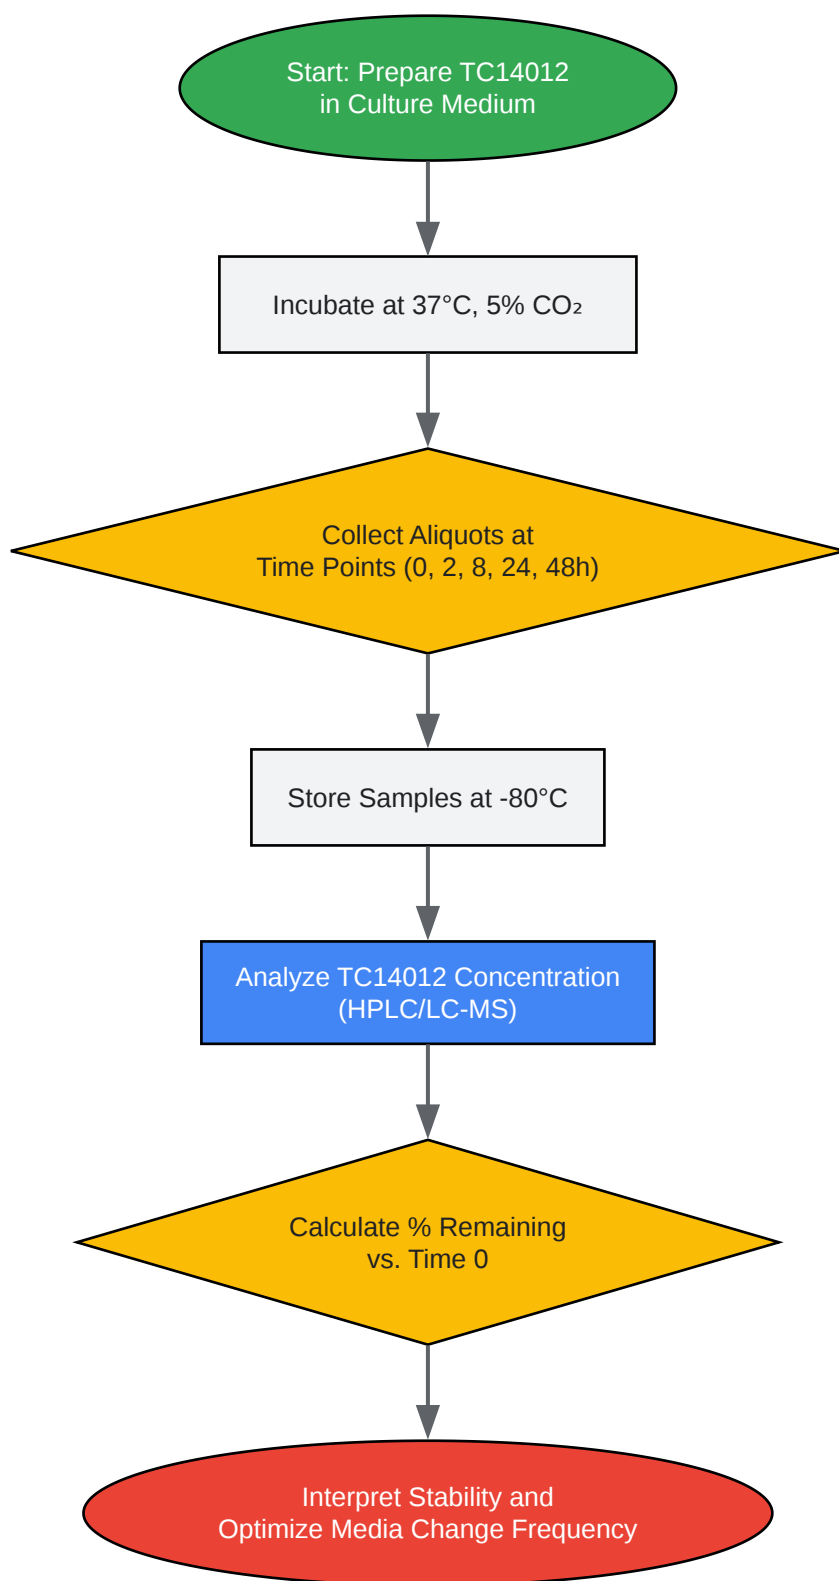 Start: Prepare TC14012
in Culture Medium
Incubate at 37°C, 5% CO₂
Collect Aliquots at
Time Points (0, 2, 8, 24, 48h)
Store Samples at -80°C
Analyze TC14012 Concentration
(HPLC/LC-MS)
Calculate % Remaining
vs. Time 0
Interpret Stability and
Optimize Media Change Frequency